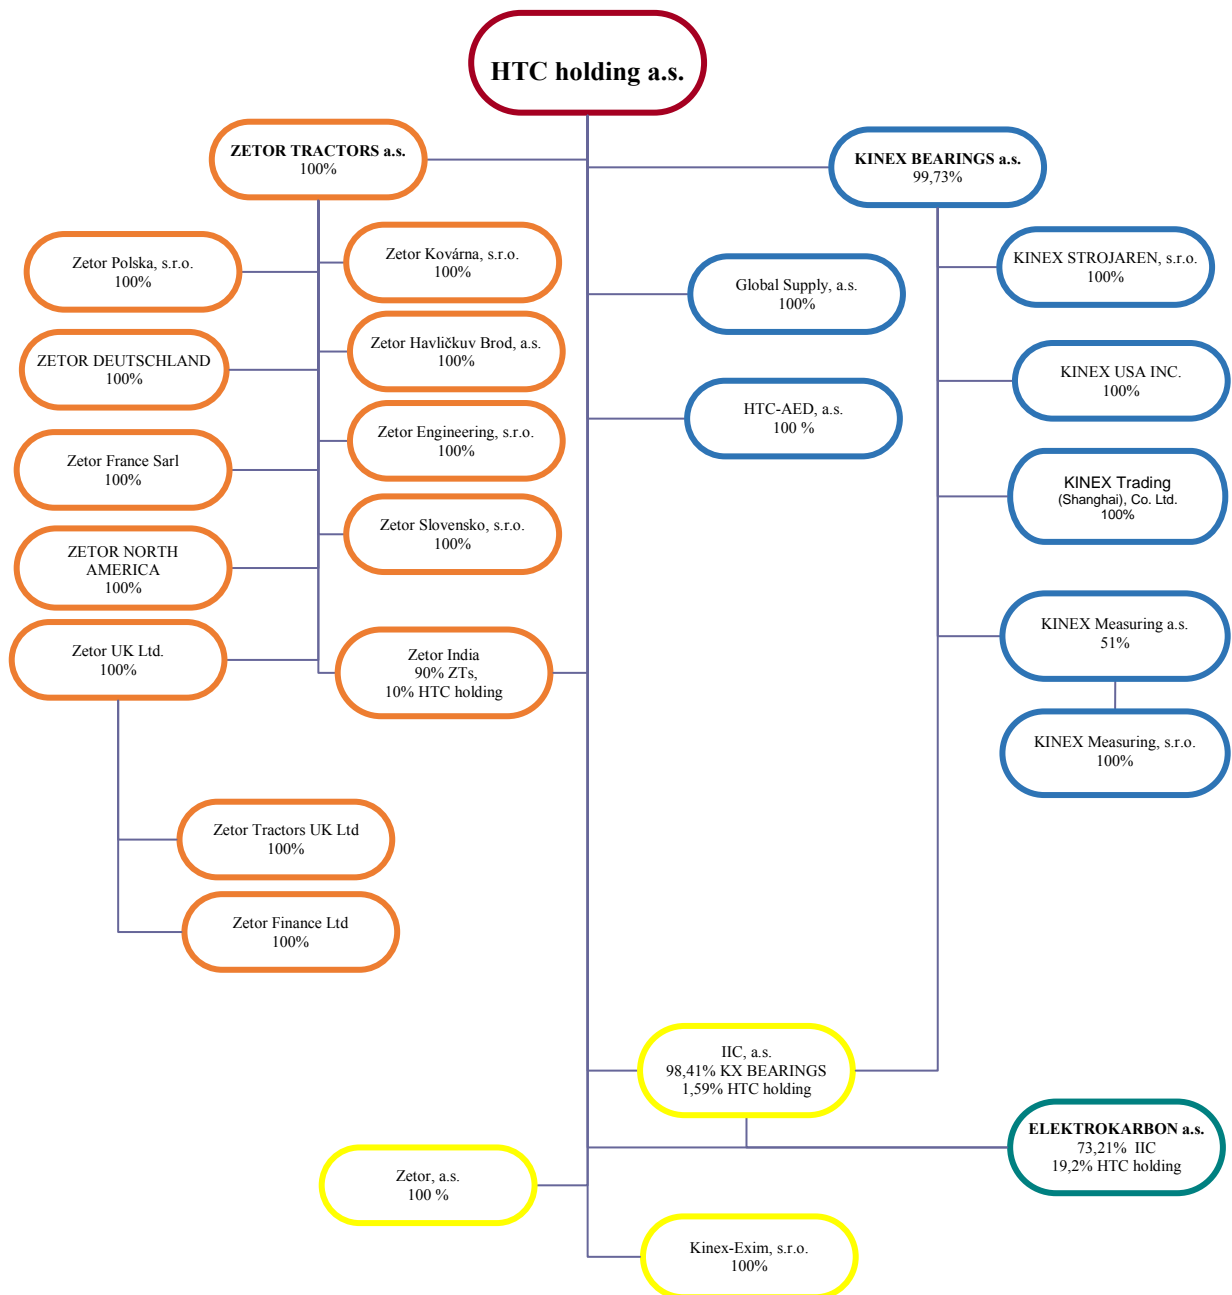 HTC holding a.s.
ZETOR TRACTORS a.s.
100%
KINEX BEARINGS a.s.
99,73%
Zetor Polska, s.r.o.
100%
Zetor Kovárna, s.r.o.
100%
Global Supply, a.s.
100%
KINEX STROJAREN, s.r.o.
100%
ZETOR DEUTSCHLAND
100%
Zetor Havličkuv Brod, a.s.
100%
HTC-AED, a.s.
100 %
KINEX USA INC.
100%
Zetor France Sarl
100%
Zetor Engineering, s.r.o.
100%
KINEX Trading
(Shanghai), Co. Ltd.
100%
ZETOR NORTH
AMERICA
100%
Zetor Slovensko, s.r.o.
100%
Zetor UK Ltd.
100%
Zetor India
90% ZTs,
10% HTC holding
KINEX Measuring a.s.
51%
KINEX Measuring, s.r.o.
100%
Zetor Tractors UK Ltd
100%
Zetor Finance Ltd
100%
IIC, a.s.
98,41% KX BEARINGS
1,59% HTC holding
ELEKTROKARBON a.s.
73,21%  IIC
19,2% HTC holding
Zetor, a.s.
100 %
Kinex-Exim, s.r.o.
100%